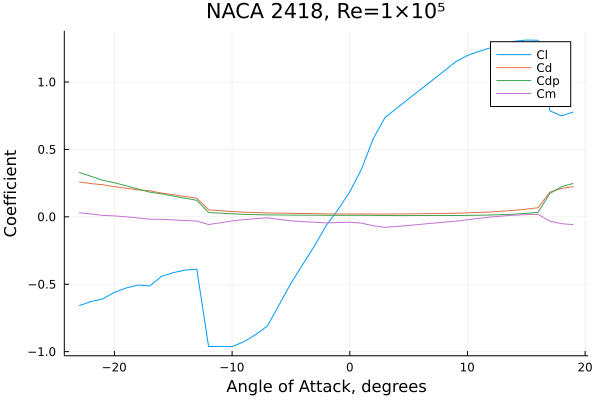 NACA 2418, Re=1×10⁵
Cl
Cd
Cdp
Cm
1.0
0.5
0.0
−0.5
−1.0
Coefficient
−20
−10
0
10
20
Angle of Attack, degrees